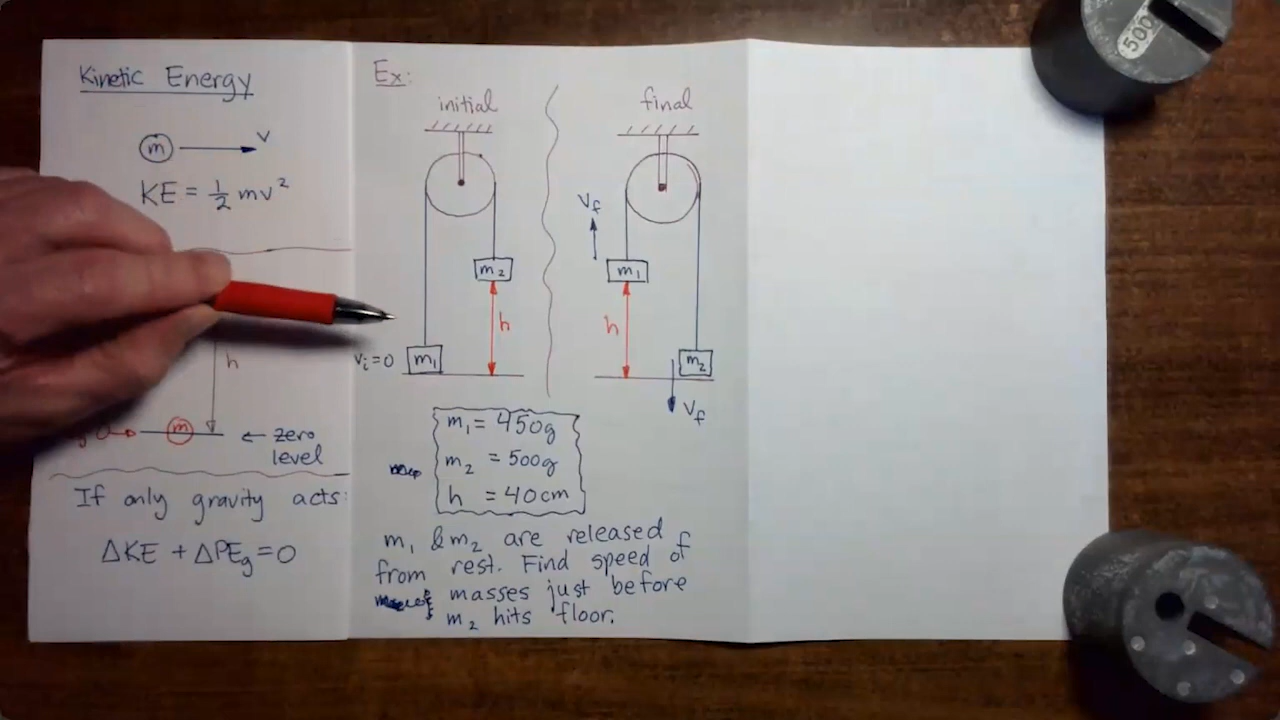 Kinetic Energy
m
v
KE = ½ mv²
h
m
← zero
level
If only gravity acts:
ΔKE + ΔPEg = 0
Ex:
initial
m₂
h
vᵢ = 0
m₁
final
Vf
m₁
h
m₂
Vf
m₁ = 450g
m₂ = 500g
h = 40cm
m₁ & m₂ are released
from rest. Find speed of
masses just before
m₂ hits floor.
500